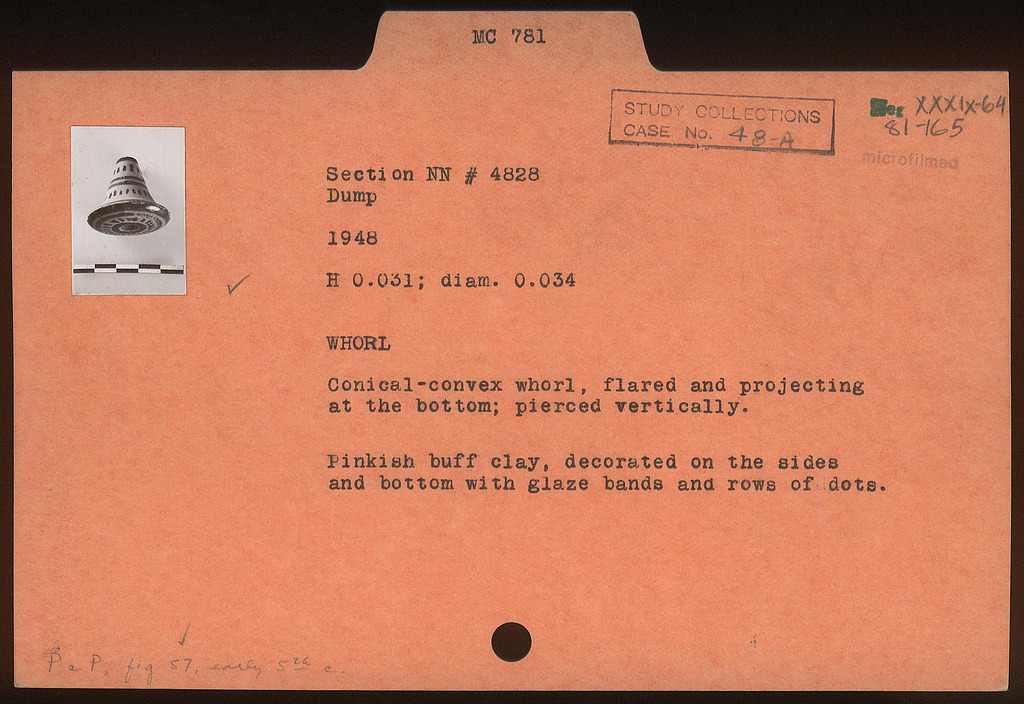 MC 781
STUDY COLLECTIONS
CASE No. 48-A
XXXIX-64
81-165
microfilmed
Section NN # 4828
Dump
1948
H 0.031; diam. 0.034
WHORL
Conical-convex whorl, flared and projecting
at the bottom; pierced vertically.
Pinkish buff clay, decorated on the sides
and bottom with glaze bands and rows of dots.
P a P, fig 57, early 5th c.